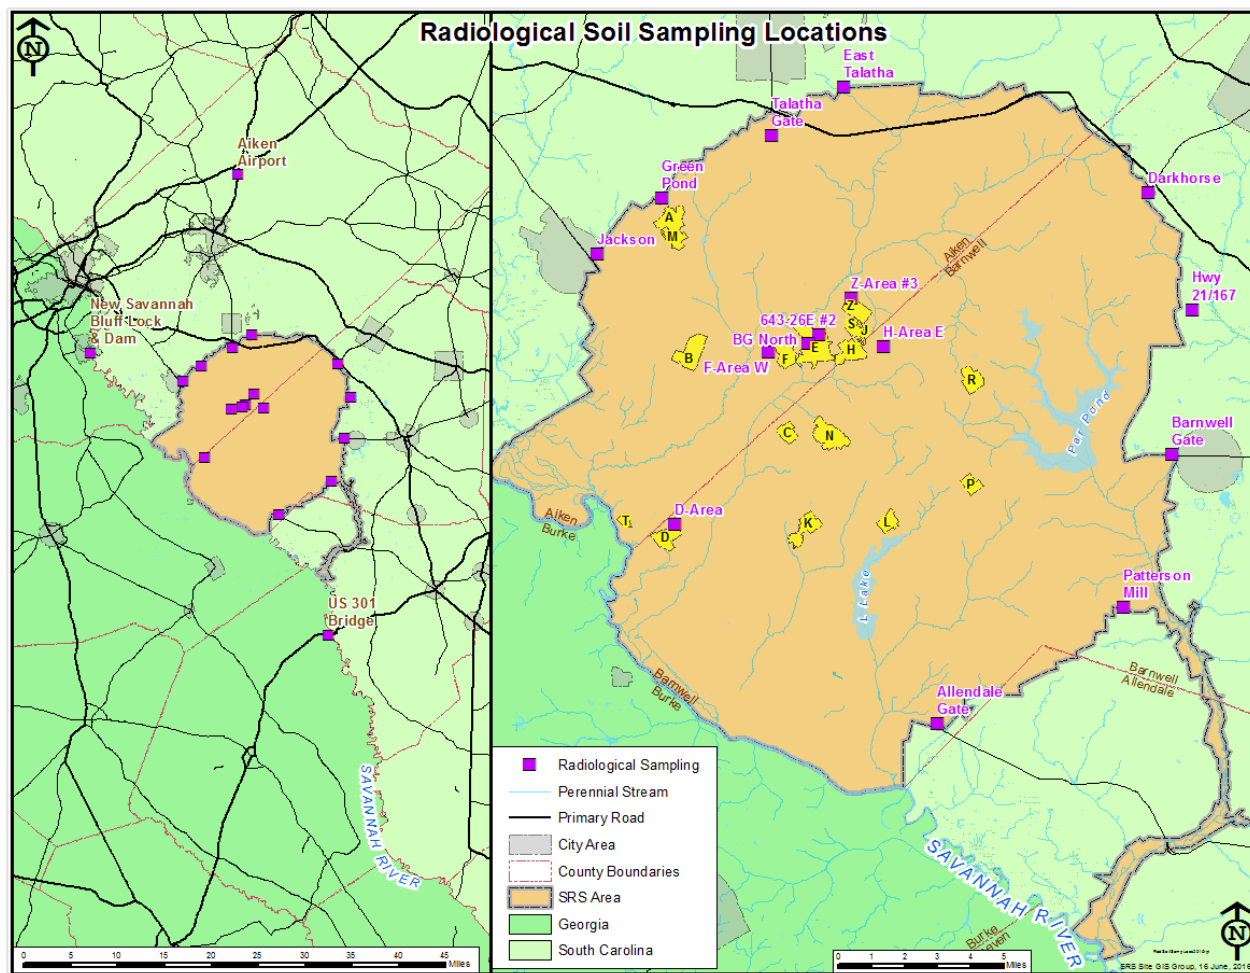 Radiological Soil Sampling Locations
N
Aiken
Airport
New Savannah
Bluff Lock
& Dam
US 301
Bridge
SAVANNAH RIVER
0 5 10 15 20 25 30 35 40 45
Miles
East
Talatha
Talatha
Gate
Green
Pond
Darkhorse
A
M
Jackson
Aiken
Barnwell
Hwy
21/167
Z-Area #3
Z
643-26E #2
S
J
BG North
E
H
H-Area E
F-Area W
F
B
R
Par Pond
C
N
Barnwell
Gate
P
T
D-Area
D
K
L
Aiken
Burke
L Lake
Patterson
Mill
Barnwell
Burke
Barnwell
Allendale
Allendale
Gate
Radiological Sampling
Perennial Stream
Primary Road
City Area
County Boundaries
SRS Area
Georgia
South Carolina
SAVANNAH RIVER
Burke
N
0 1 2 3 4 5
Miles
SRS Site GIS Group, 16 June, 2016